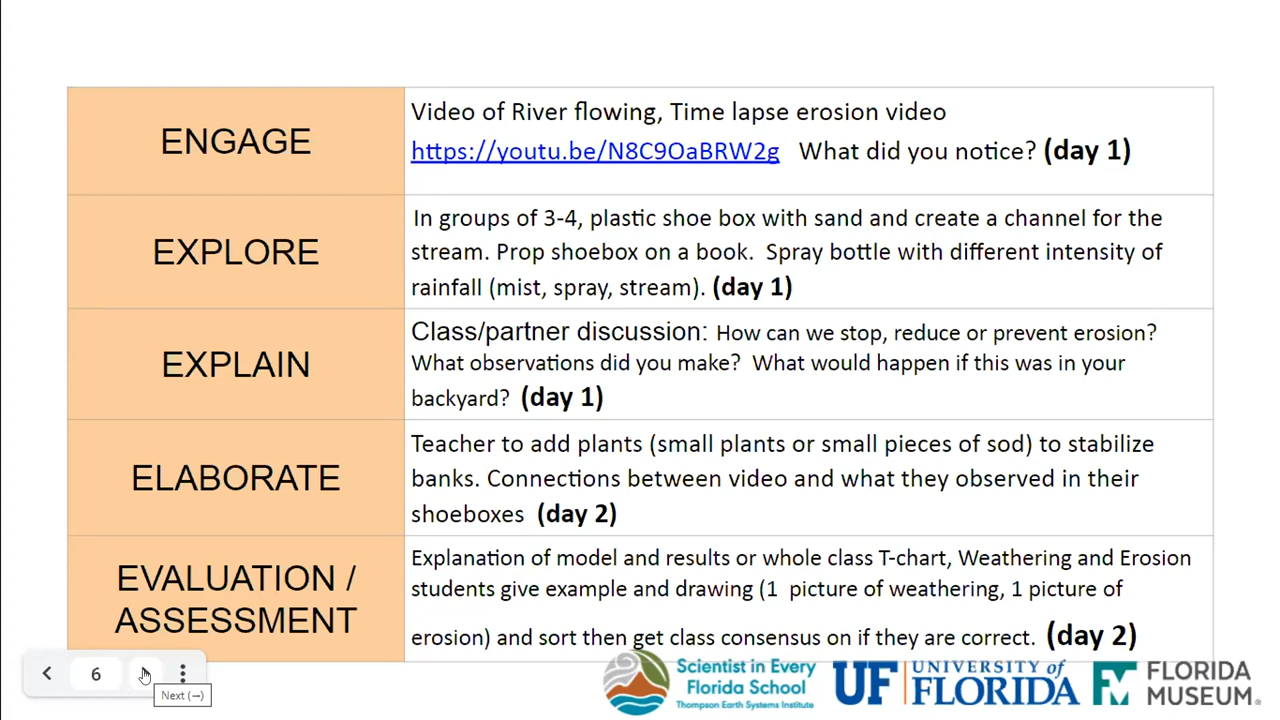 ENGAGE
Video of River flowing, Time lapse erosion video
https://youtu.be/N8C9OaBRW2g What did you notice? (day 1)
EXPLORE
In groups of 3-4, plastic shoe box with sand and create a channel for the
stream. Prop shoebox on a book. Spray bottle with different intensity of
rainfall (mist, spray, stream). (day 1)
EXPLAIN
Class/partner discussion: How can we stop, reduce or prevent erosion?
What observations did you make? What would happen if this was in your
backyard? (day 1)
ELABORATE
Teacher to add plants (small plants or small pieces of sod) to stabilize
banks. Connections between video and what they observed in their
shoeboxes (day 2)
EVALUATION /
ASSESSMENT
Explanation of model and results or whole class T-chart, Weathering and Erosion
students give example and drawing (1 picture of weathering, 1 picture of
erosion) and sort then get class consensus on if they are correct. (day 2)
6
Next (→)
Scientist in Every
Florida School
Thompson Earth Systems Institute
UF UNIVERSITY of
FLORIDA
FLORIDA
MUSEUM®